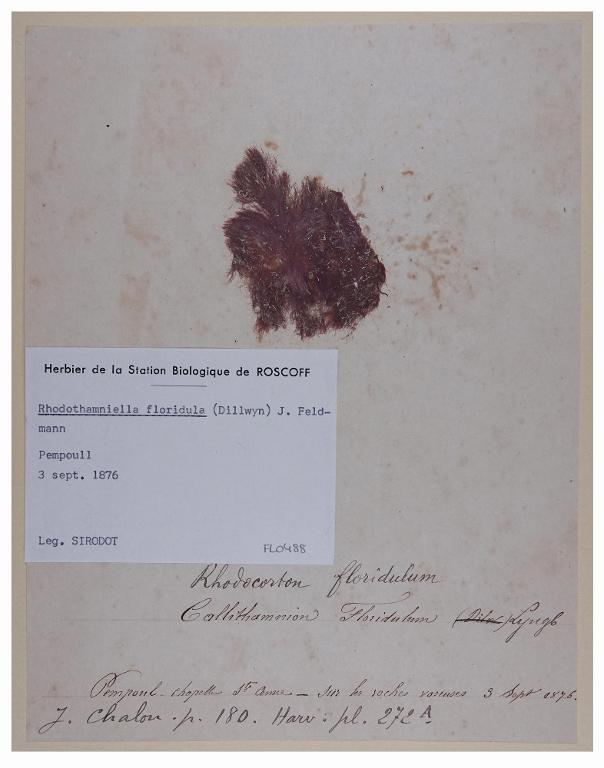 Herbier de la Station Biologique de ROSCOFF
Rhodothamniella floridula (Dillwyn) J. Feld-
mann
Pempoull
3 sept. 1876
Leg. SIRODOT
FL0488
Rhodocorton floridulum
Callithamnion Floridulum (Dilw) Lyngb
Pempoul - chapelle Ste Anne - sur les roches vaseuses 3 Sept 1876.
J. Chalon . p. 180. Harv. pl. 272 A